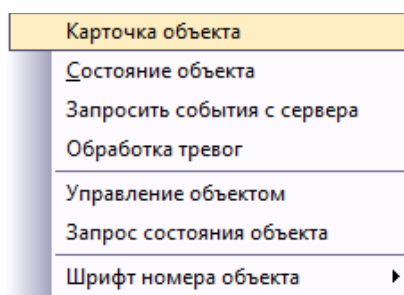 Карточка объекта
Состояние объекта
Запросить события с сервера
Обработка тревог
Управление объектом
Запрос состояния объекта
Шрифт номера объекта